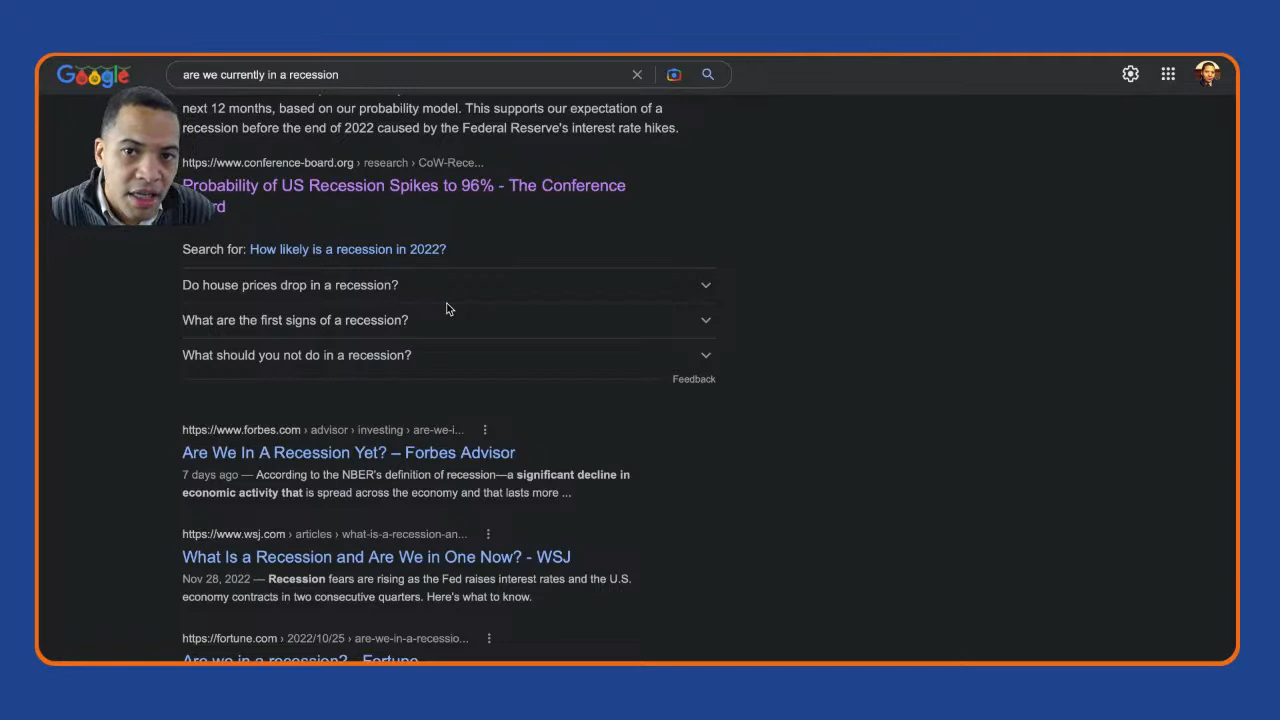 Google
are we currently in a recession
next 12 months, based on our probability model. This supports our expectation of a
recession before the end of 2022 caused by the Federal Reserve's interest rate hikes.
https://www.conference-board.org › research › CoW-Rece...
Probability of US Recession Spikes to 96% - The Conference
rd
Search for: How likely is a recession in 2022?
Do house prices drop in a recession?
What are the first signs of a recession?
What should you not do in a recession?
Feedback
https://www.forbes.com › advisor › investing › are-we-i...
Are We In A Recession Yet? – Forbes Advisor
7 days ago — According to the NBER's definition of recession—a significant decline in
economic activity that is spread across the economy and that lasts more ...
https://www.wsj.com › articles › what-is-a-recession-an...
What Is a Recession and Are We in One Now? - WSJ
Nov 28, 2022 — Recession fears are rising as the Fed raises interest rates and the U.S.
economy contracts in two consecutive quarters. Here's what to know.
https://fortune.com › 2022/10/25 › are-we-in-a-recessio...
Are we in a recession? - Fortune